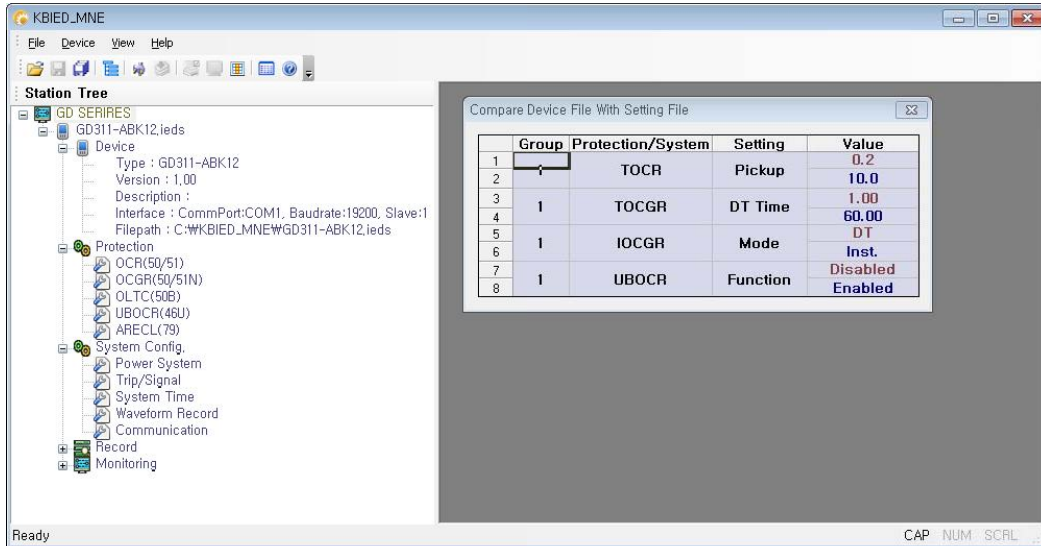 KBIED_MNE
File Device View Help
Station Tree
GD SERIRES
GD311-ABK12,ieds
Device
Type : GD311-ABK12
Version : 1,00
Description :
Interface : CommPort:COM1, Baudrate:19200, Slave:1
Filepath : C:₩KBIED_MNE₩GD311-ABK12,ieds
Protection
OCR(50/51)
OCGR(50/51N)
OLTC(50B)
UBOCR(46U)
ARECL(79)
System Config,
Power System
Trip/Signal
System Time
Waveform Record
Communication
Record
Monitoring
Compare Device File With Setting File
Group Protection/System Setting Value
1 TOCR Pickup 0.2
2 10.0
3 1 TOCGR DT Time 1.00
4 60.00
5 1 IOCGR Mode DT
6 Inst.
7 1 UBOCR Function Disabled
8 Enabled
Ready CAP NUM SCRL